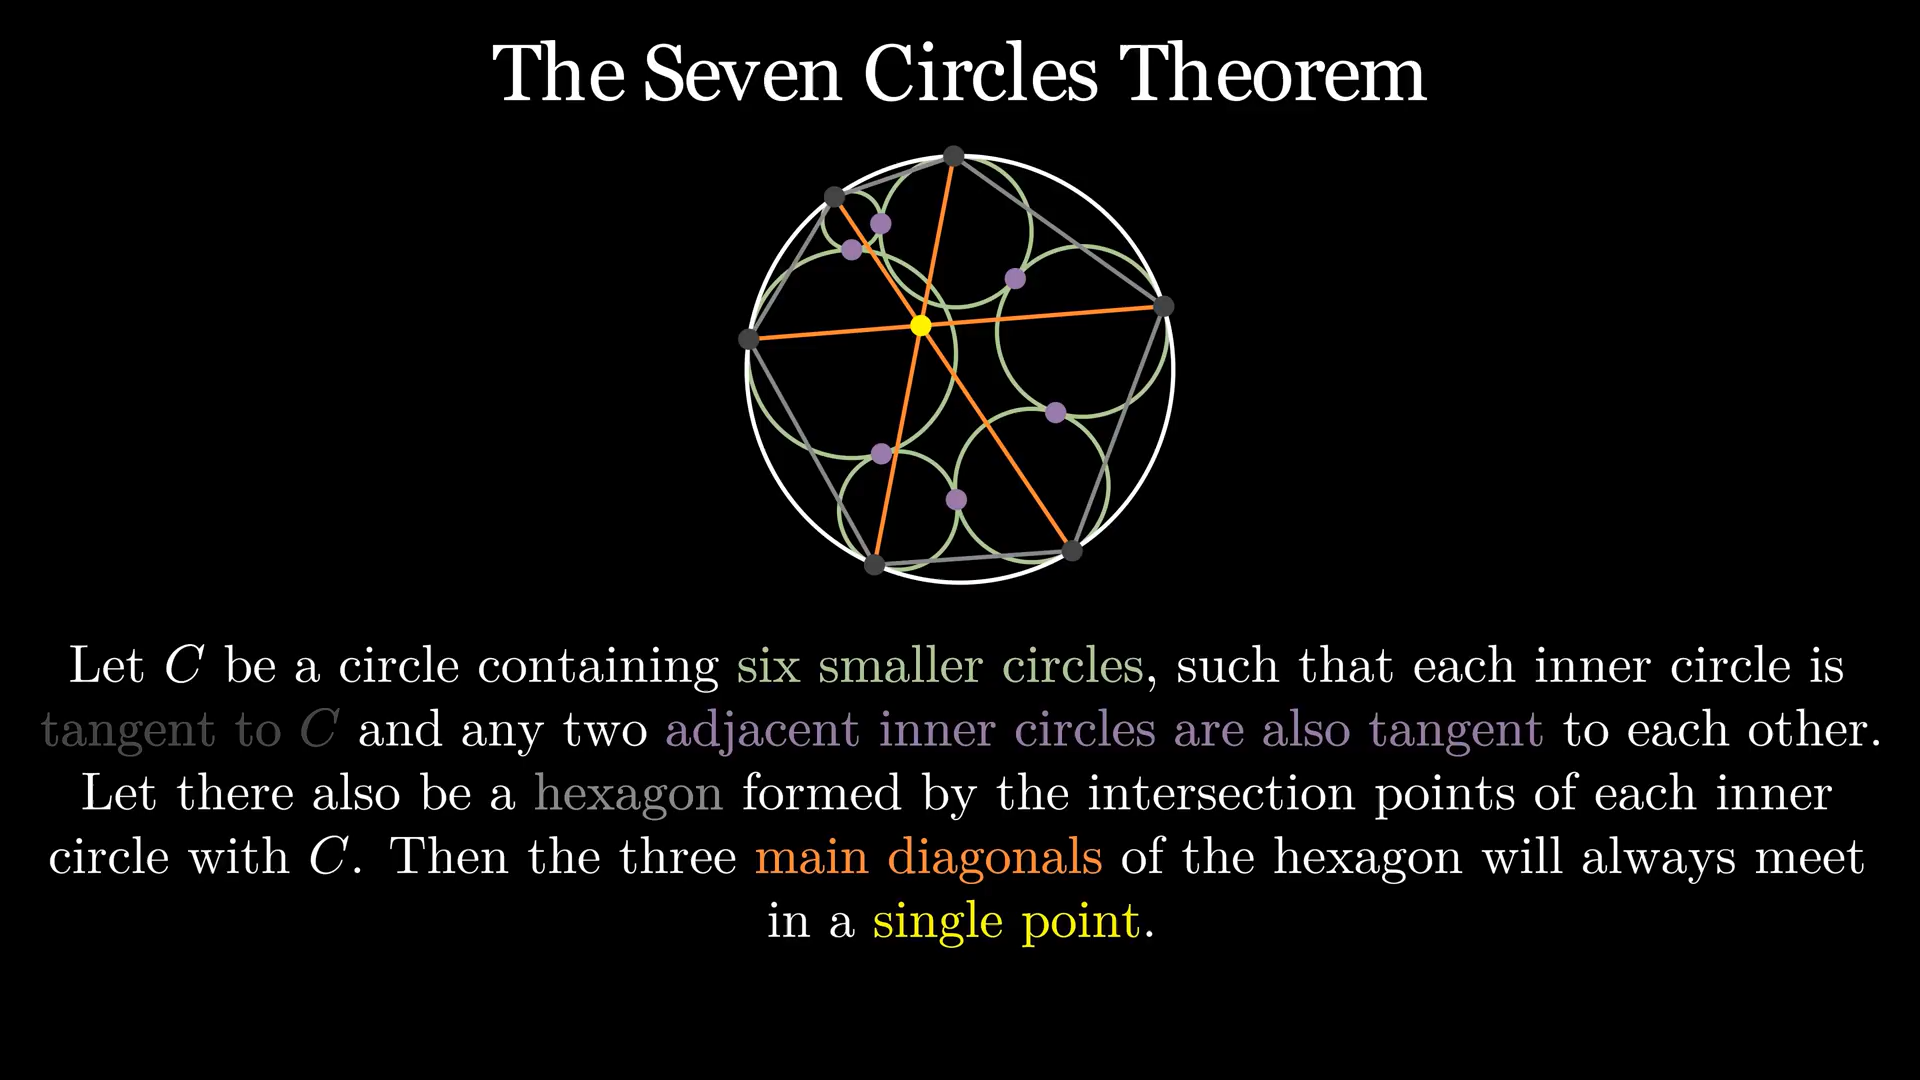 The Seven Circles Theorem
Let C be a circle containing six smaller circles, such that each inner circle is
tangent to C and any two adjacent inner circles are also tangent to each other.
Let there also be a hexagon formed by the intersection points of each inner
circle with C. Then the three main diagonals of the hexagon will always meet
in a single point.